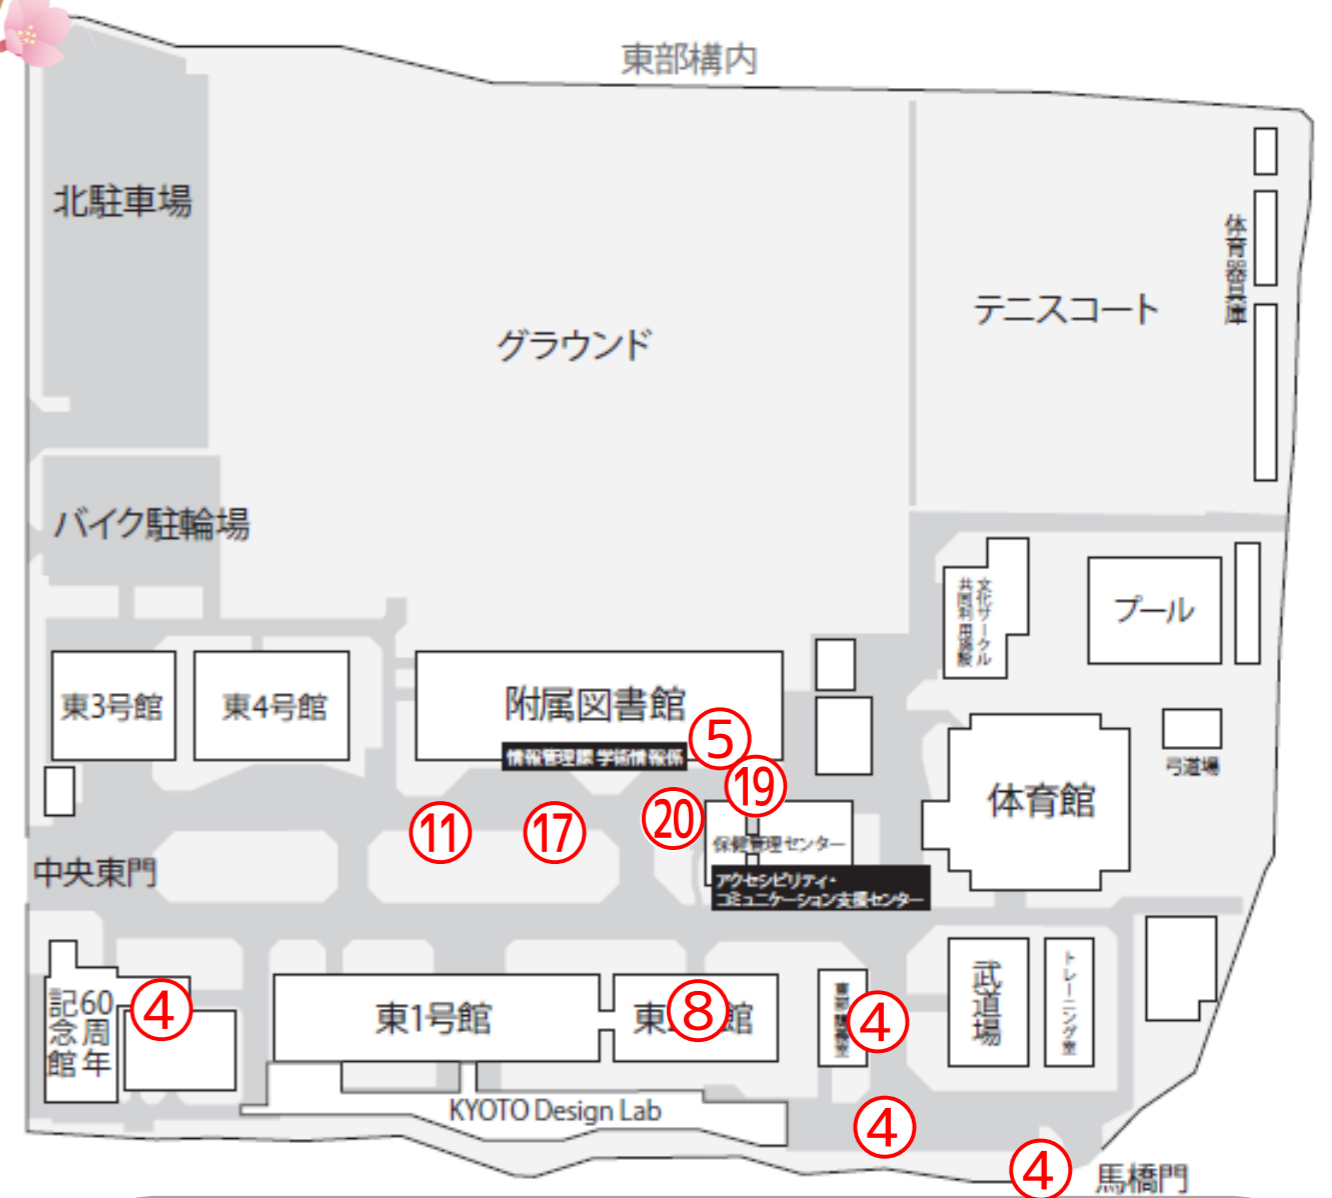 東部構内
北駐車場
体育器具庫
テニスコート
グラウンド
バイク駐輪場
文化サークル
共同利用施設
プール
東3号館
東4号館
附属図書館
⑤
情報管理課 学術情報係
弓道場
⑲
体育館
⑪
⑰
⑳
保健管理センター
中央東門
アクセシビリティ・
コミュニケーション支援センター
60周年
記念館
④
東1号館
東
⑧
館
④
武道場
トレーニング室
KYOTO Design Lab
④
④
馬橋門